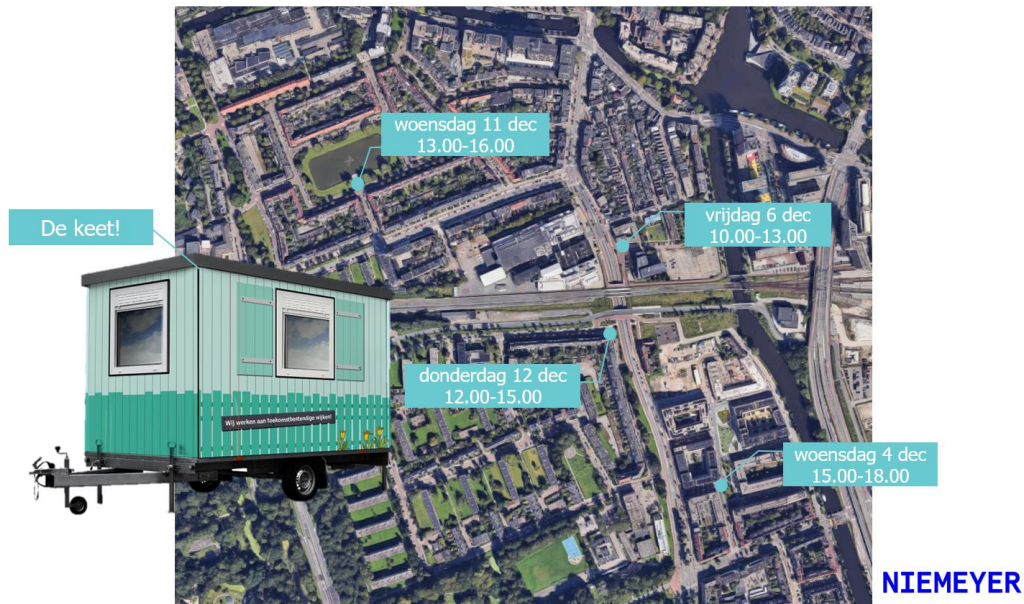 woensdag 11 dec
13.00-16.00
De keet!
vrijdag 6 dec
10.00-13.00
donderdag 12 dec
12.00-15.00
Wij werken aan toekomstbestendige wijken!
woensdag 4 dec
15.00-18.00
NIEMEYER